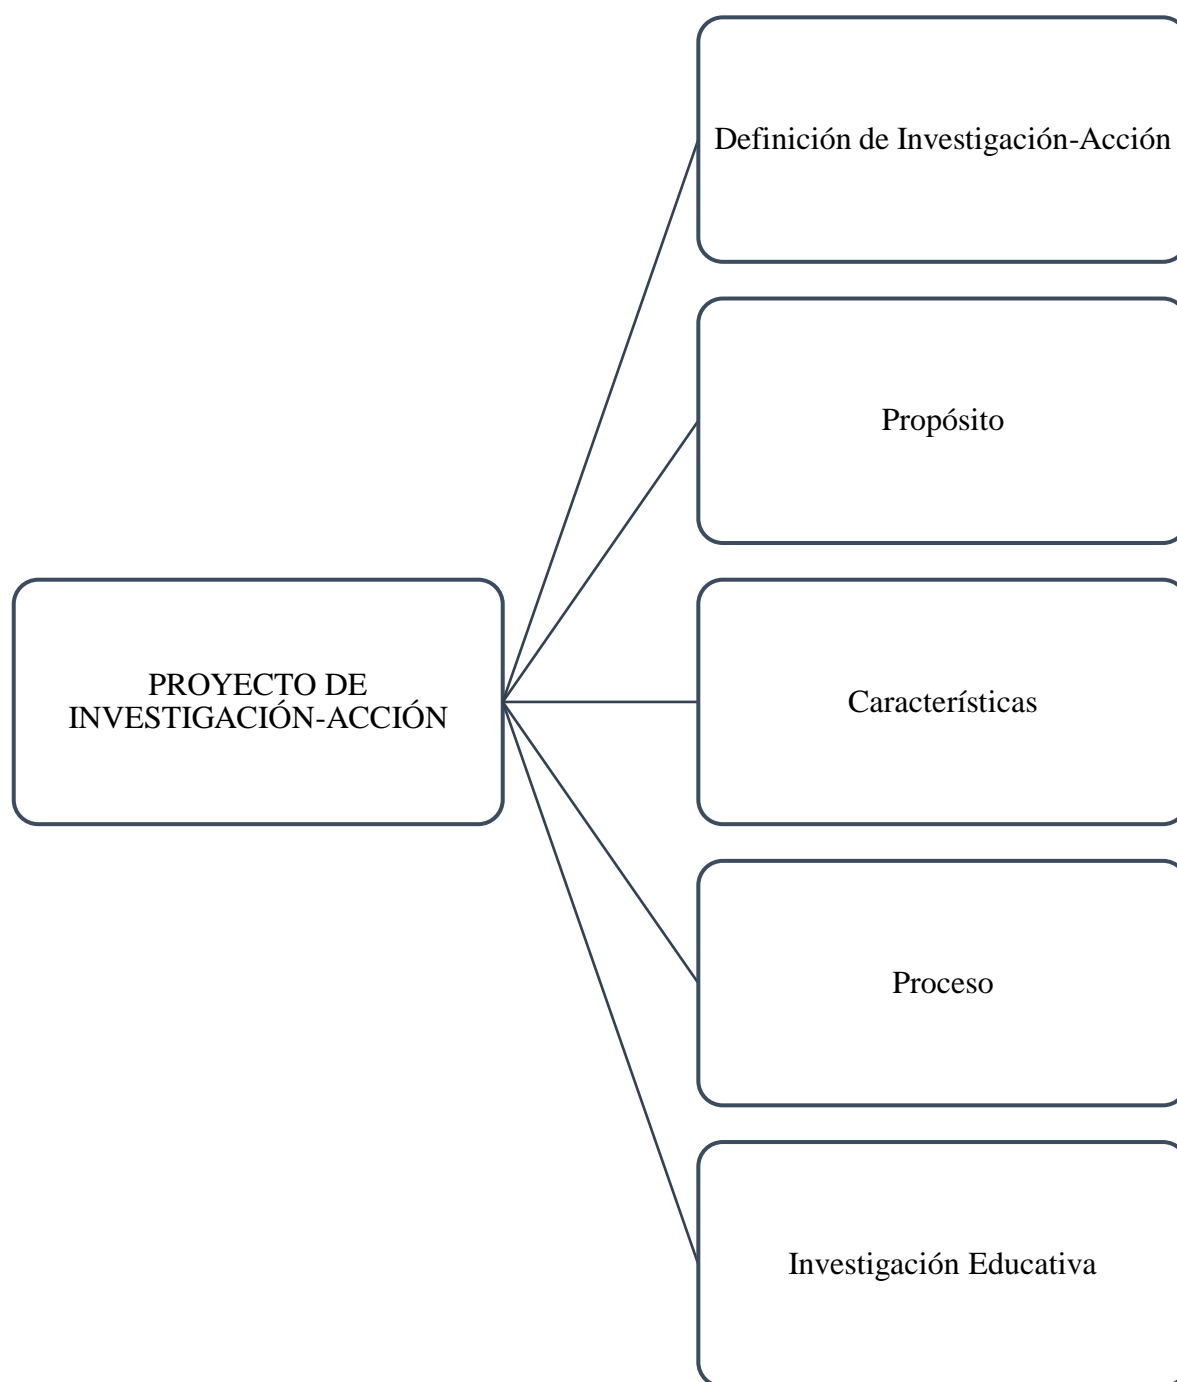 Definición de Investigación-Acción
Propósito
PROYECTO DE
INVESTIGACIÓN-ACCIÓN
Características
Proceso
Investigación Educativa